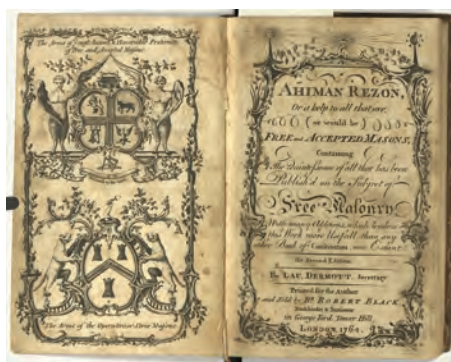 The Arms of y.e most Antient & Honorable Fraternity
of Free and Accepted Masons.
The Arms of the Operative or Stone Masons.
AHIMAN REZON,
Or a help to all that are,
(or would be)
FREE and ACCEPTED MASONS,
Containing
The Quintessence of all that has been
Publish'd on the Subject of
Free Masonry
With many Additions, which renders
this Work more Usefull, than any
other Book of Constitution, now Extant.
The Second Edition.
By LAU. DERMOTT. Secretary
Printed for the Author
and Sold by Br. ROBERT BLACK
Bookbinder & Stationer
in George Yard, Tower Hill,
LONDON, 1764.